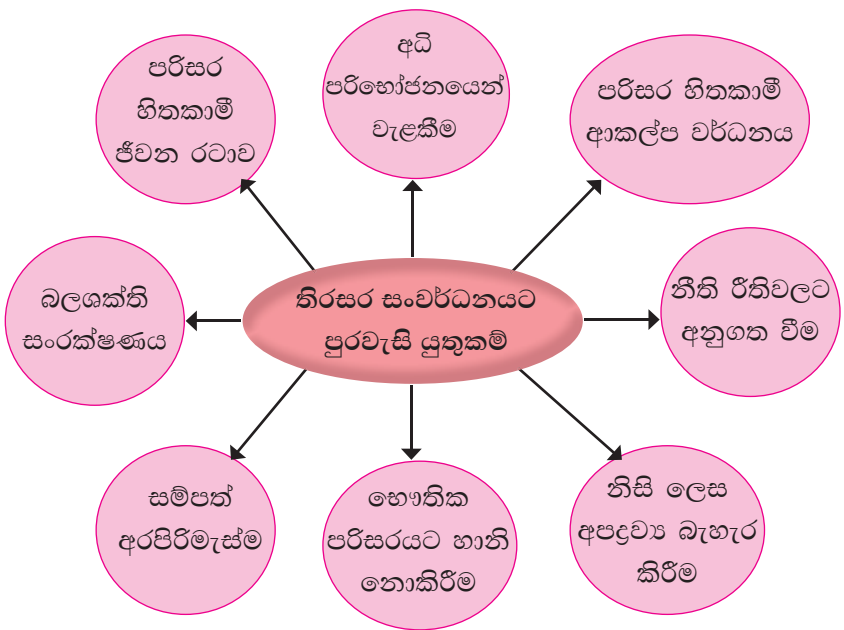 පරිසර
හිතකාමී
ජීවන රටාව
අධි
පරිභෝජනයෙන්
වැළකීම
පරිසර හිතකාමී
ආකල්ප වර්ධනය
බලශක්ති
සංරක්ෂණය
තිරසර සංවර්ධනයට
පුරවැසි යුතුකම්
නීති රීතිවලට
අනුගත වීම
සම්පත්
අරපිරිමැස්ම
භෞතික
පරිසරයට හානි
නොකිරීම
නිසි ලෙස
අපද්‍රව්‍ය බැහැර
කිරීම